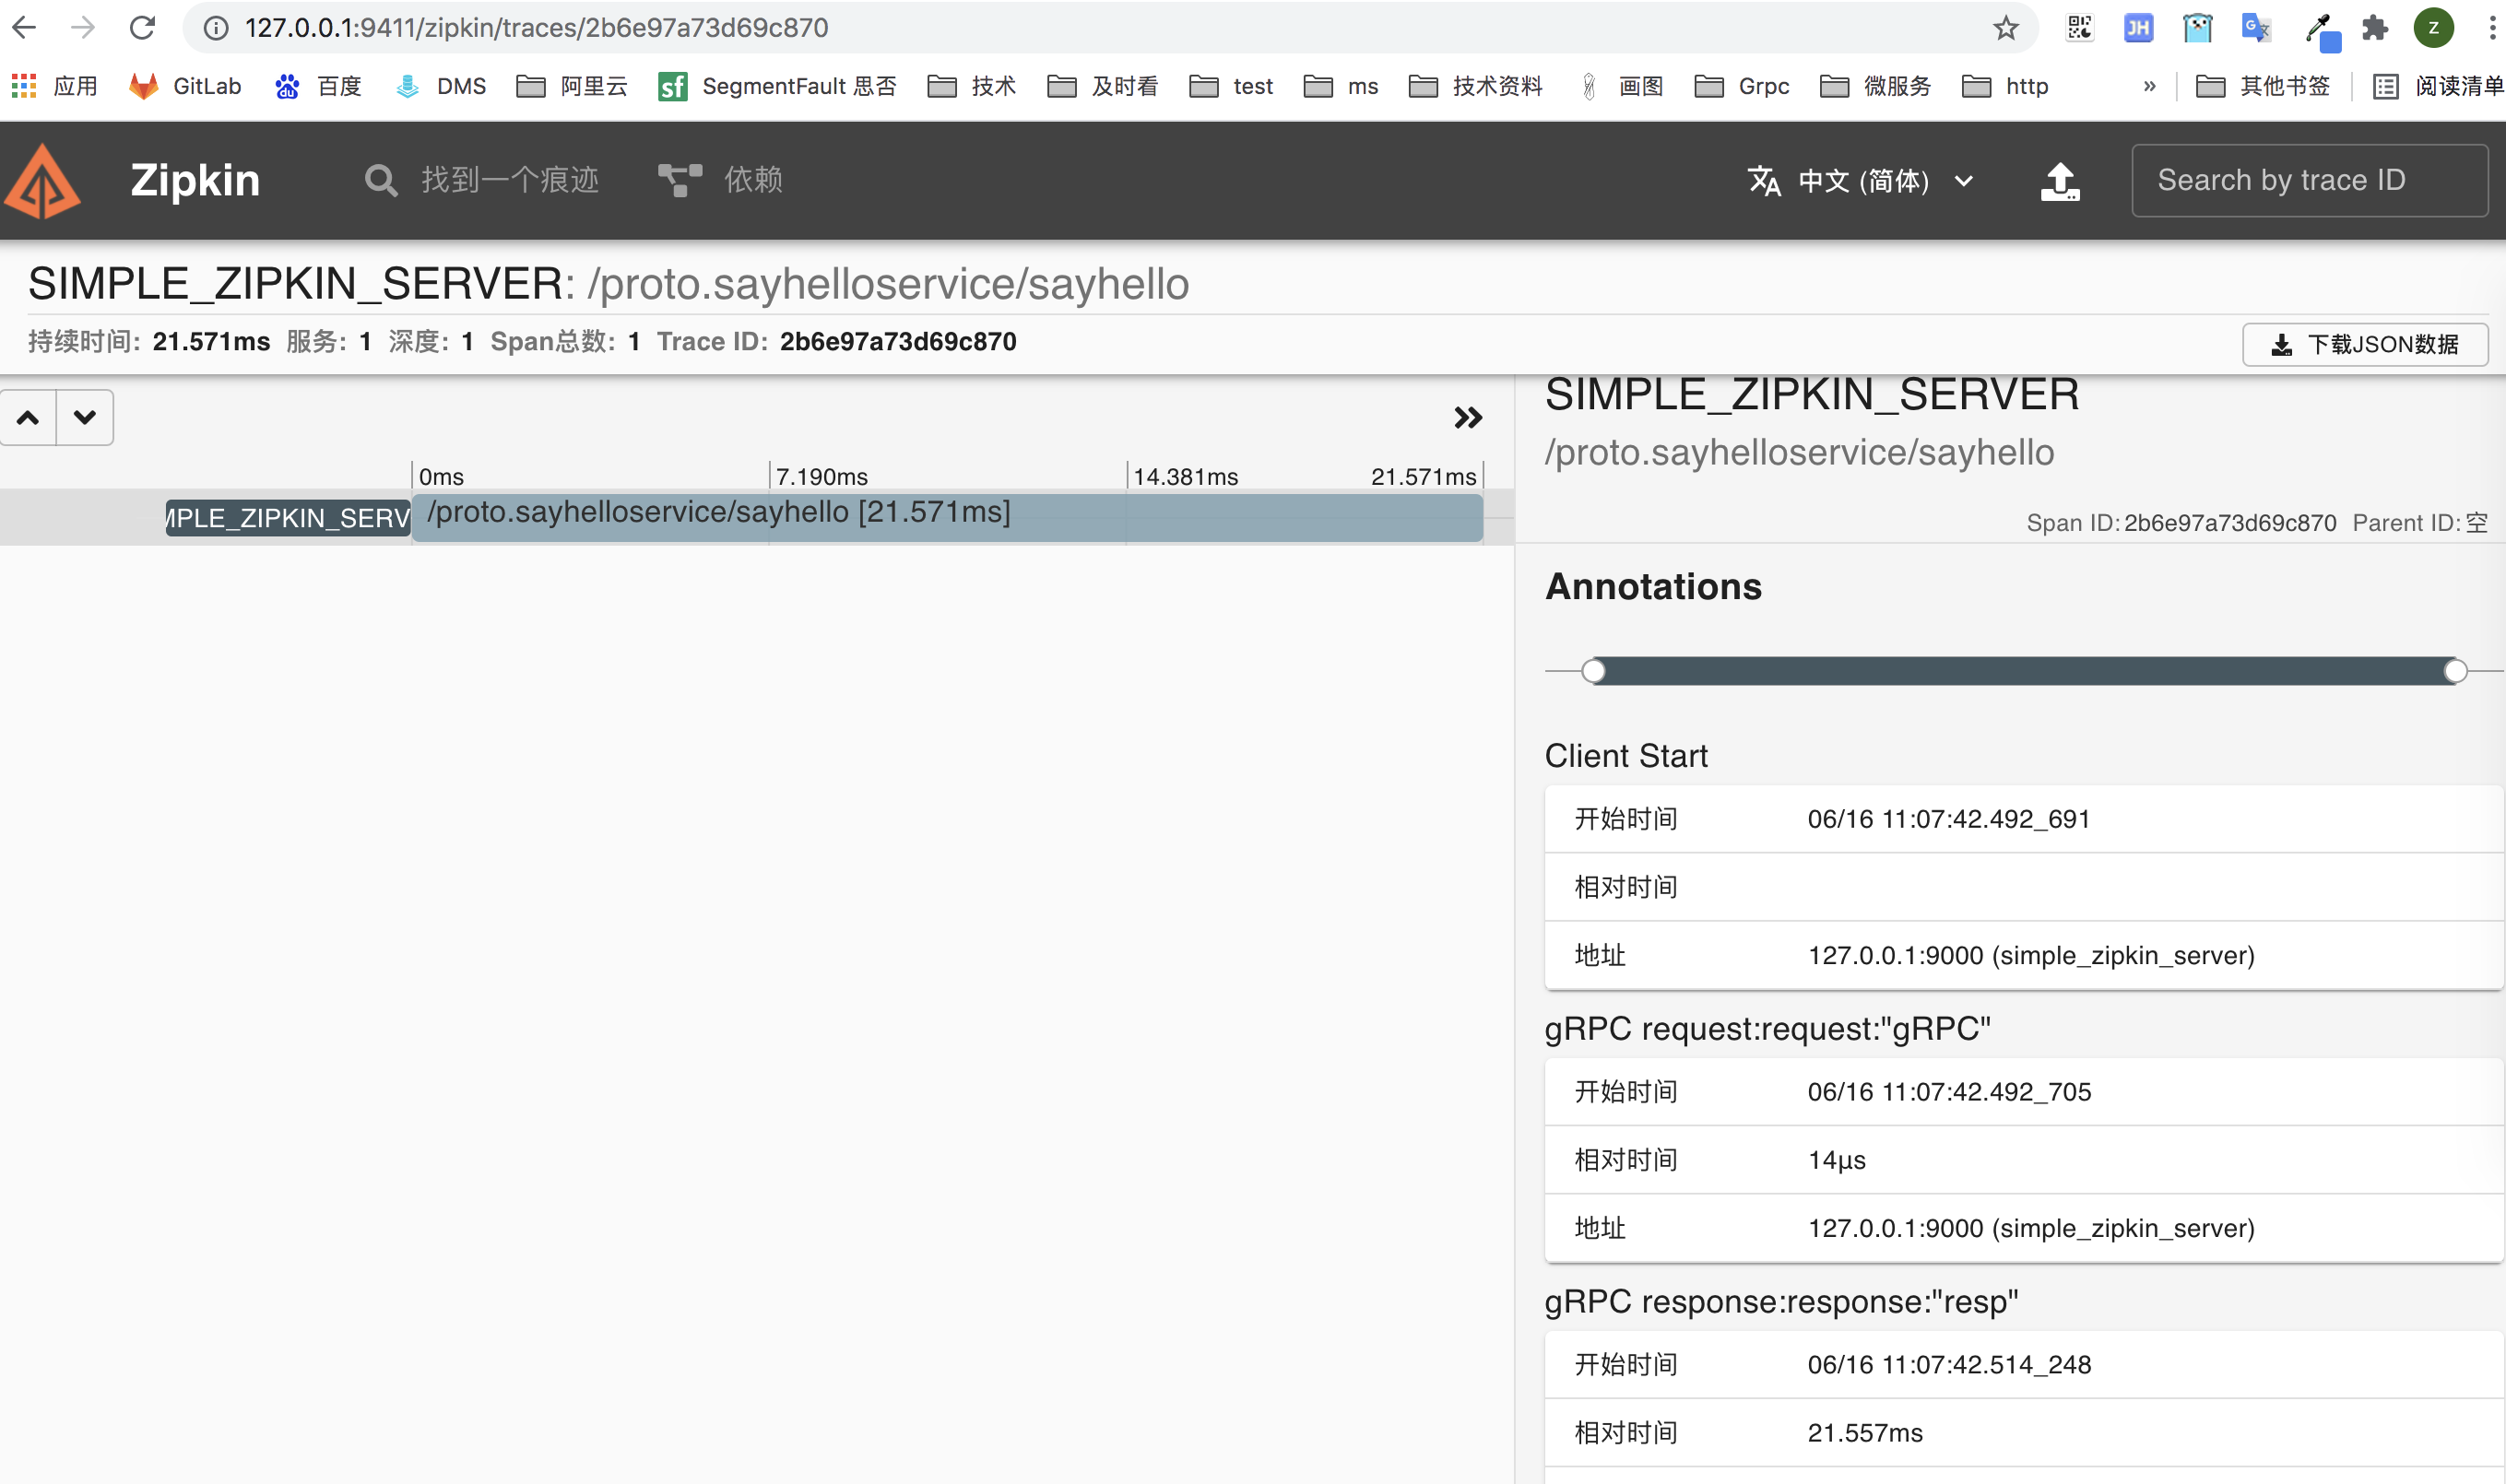 127.0.0.1:9411/zipkin/traces/2b6e97a73d69c870
Z
应用 GitLab 百度 DMS 阿里云 sf SegmentFault 思否 技术 及时看 test ms 技术资料 画图 Grpc 微服务 http » 其他书签 阅读清单
Zipkin 找到一个痕迹 依赖 中文 (简体) Search by trace ID
SIMPLE_ZIPKIN_SERVER: /proto.sayhelloservice/sayhello
持续时间: 21.571ms 服务: 1 深度: 1 Span总数: 1 Trace ID: 2b6e97a73d69c870
下载JSON数据
0ms 7.190ms 14.381ms 21.571ms
MPLE_ZIPKIN_SERV /proto.sayhelloservice/sayhello [21.571ms]
SIMPLE_ZIPKIN_SERVER
/proto.sayhelloservice/sayhello
Span ID: 2b6e97a73d69c870 Parent ID: 空
Annotations
Client Start
开始时间 06/16 11:07:42.492_691
相对时间
地址 127.0.0.1:9000 (simple_zipkin_server)
gRPC request:request:"gRPC"
开始时间 06/16 11:07:42.492_705
相对时间 14μs
地址 127.0.0.1:9000 (simple_zipkin_server)
gRPC response:response:"resp"
开始时间 06/16 11:07:42.514_248
相对时间 21.557ms